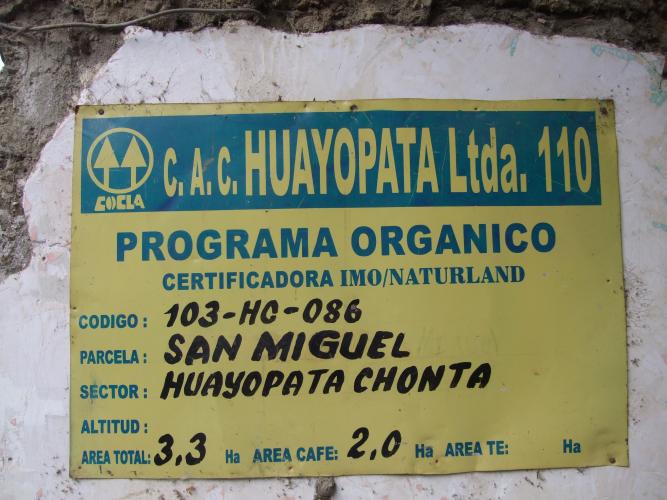 COCLA
C. A. C. HUAYOPATA Ltda. 110
PROGRAMA ORGANICO
CERTIFICADORA IMO/NATURLAND
CODIGO: 103-HC-086
PARCELA: SAN MIGUEL
SECTOR: HUAYOPATA CHONTA
ALTITUD:
AREA TOTAL: 3,3 Ha AREA CAFE: 2,0 Ha AREA TE: Ha